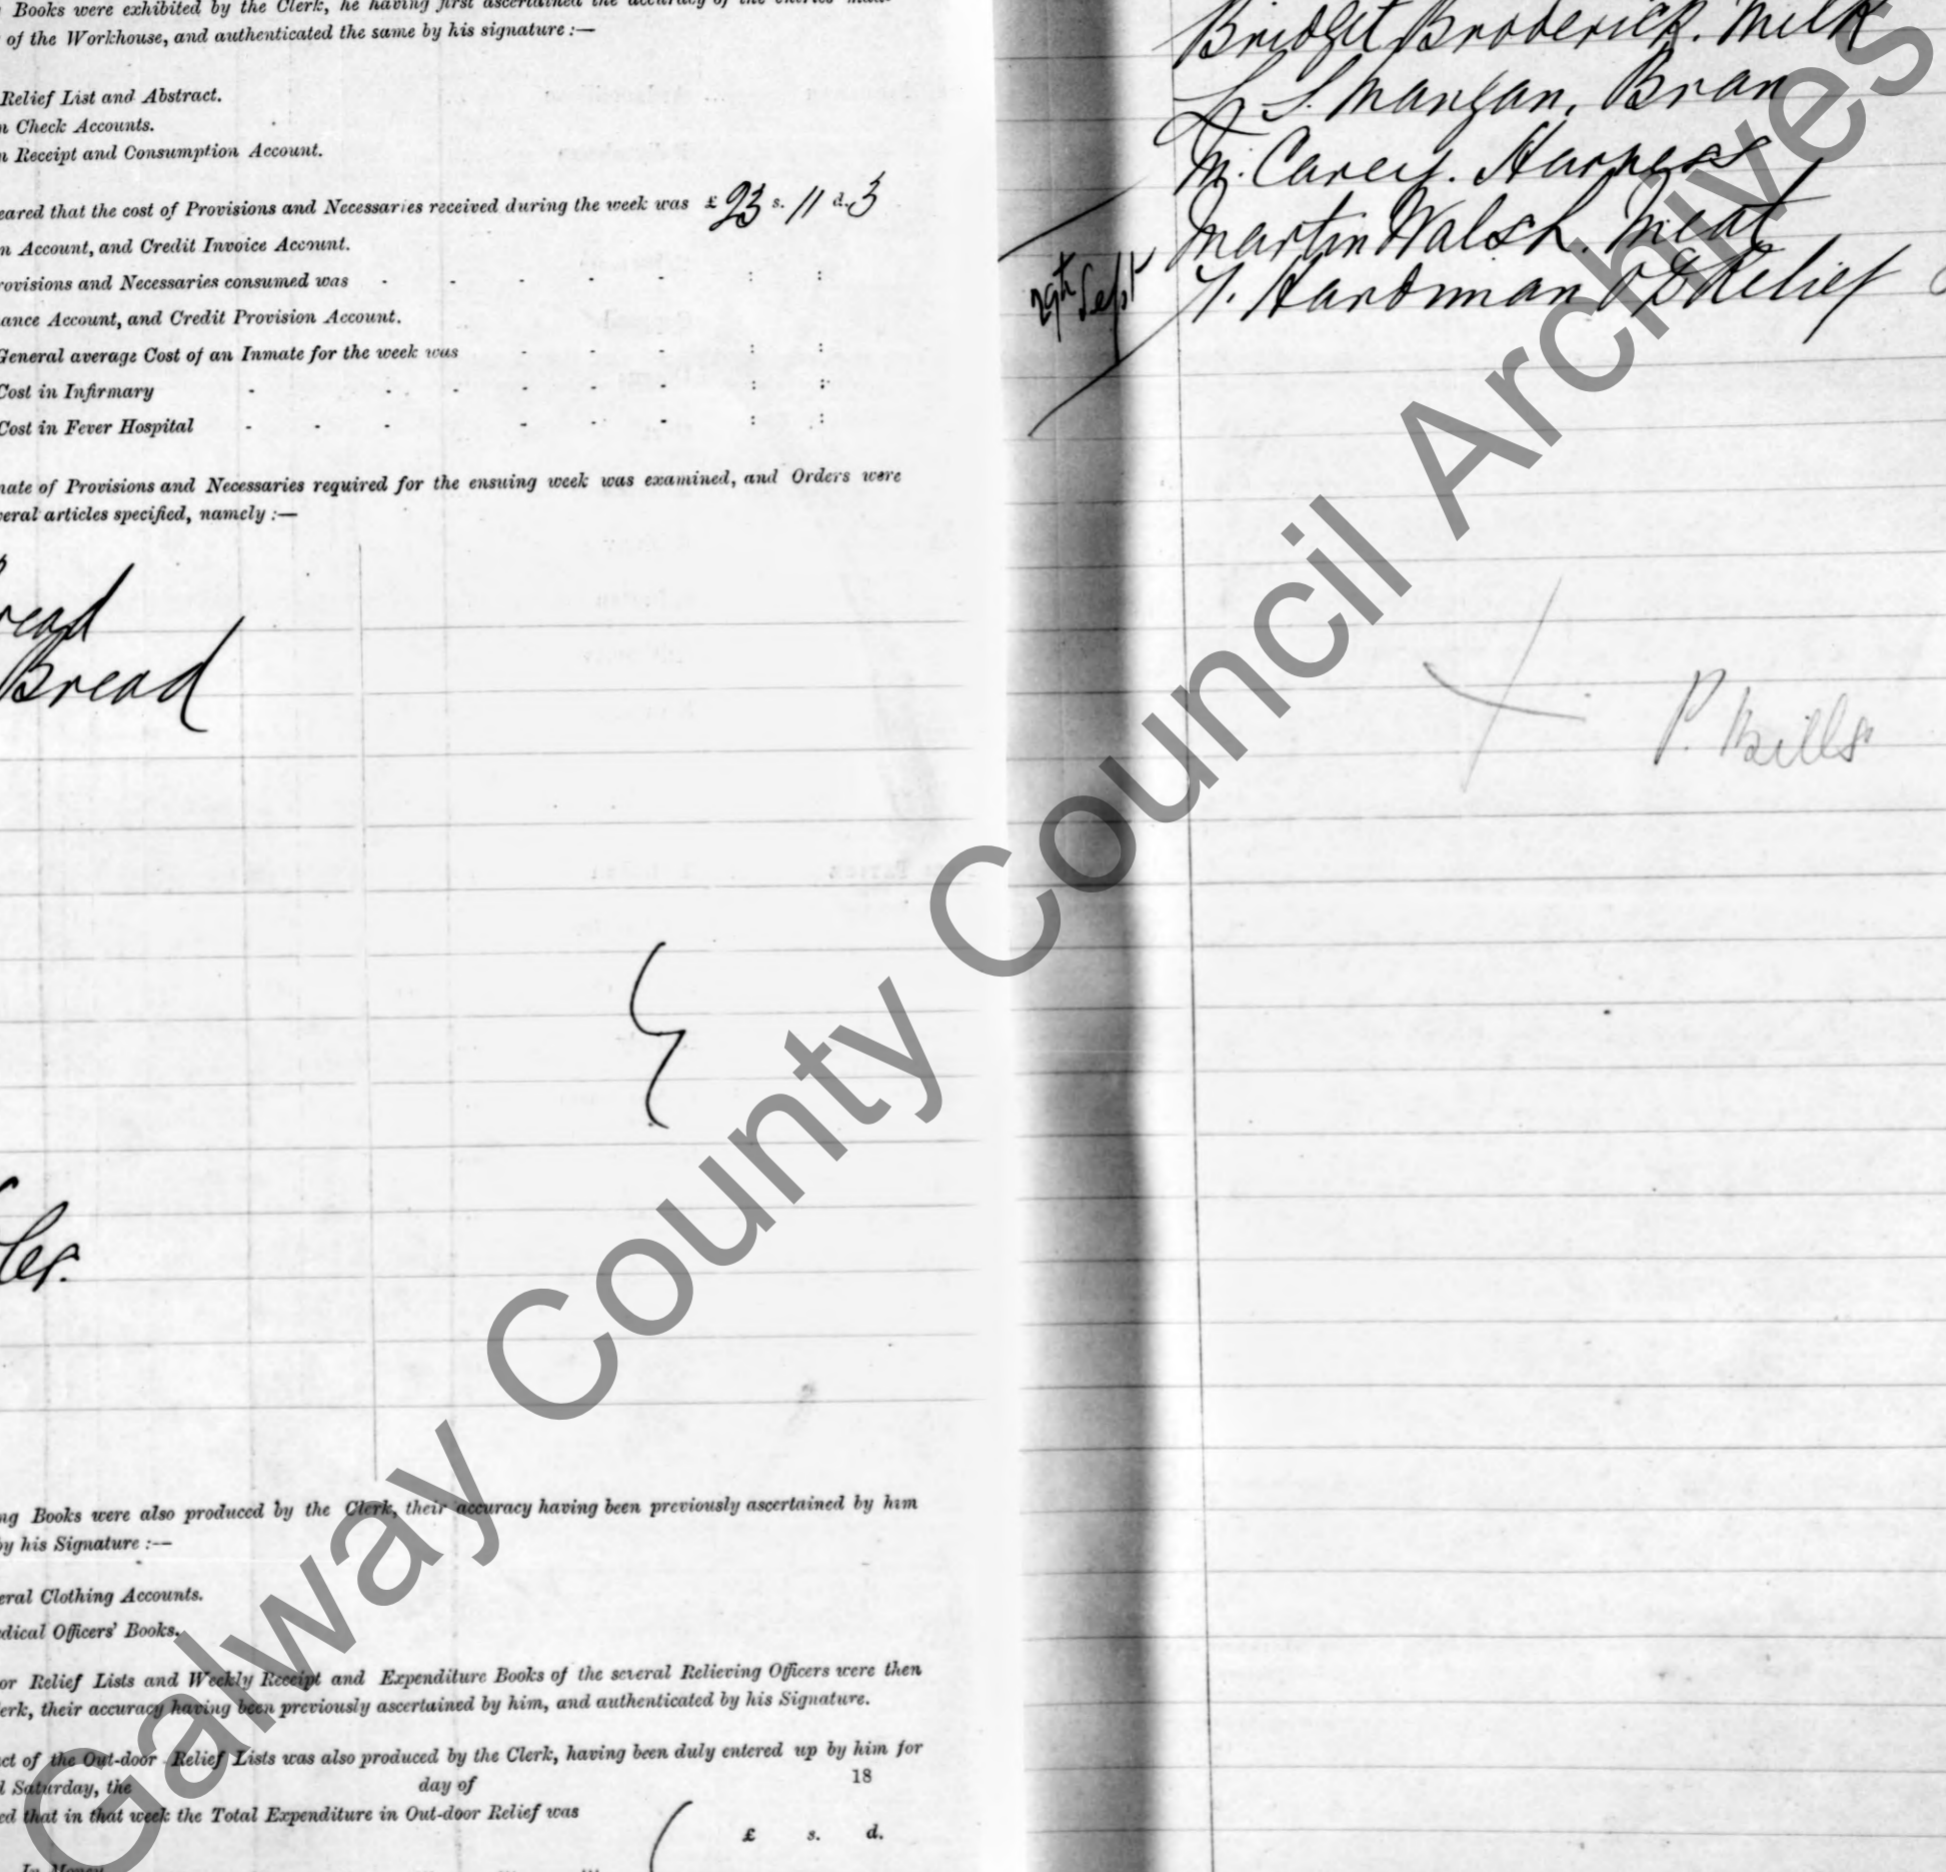 Books were exhibited by the Clerk, he having first ascertained the accuracy of the entries
of the Workhouse, and authenticated the same by his signature :—
Relief List and Abstract.
n Check Accounts.
n Receipt and Consumption Account.
eared that the cost of Provisions and Necessaries received during the week was £ 23 s. 11 d. 3
n Account, and Credit Invoice Account.
rovisions and Necessaries consumed was - - - - - : :
ance Account, and Credit Provision Account.
General average Cost of an Inmate for the week was - - - : :
Cost in Infirmary - - - - - - : :
Cost in Fever Hospital - - - - - - : :
nate of Provisions and Necessaries required for the ensuing week was examined, and Orders were
veral articles specified, namely :—
read
Bread
les.
ng Books were also produced by the Clerk, their accuracy having been previously ascertained by him
by his Signature :—
eral Clothing Accounts.
dical Officers' Books.
or Relief Lists and Weekly Receipt and Expenditure Books of the several Relieving Officers were then
erk, their accuracy having been previously ascertained by him, and authenticated by his Signature.
ct of the Out-door Relief Lists was also produced by the Clerk, having been duly entered up by him for
d Saturday, the day of 18
ed that in that week the Total Expenditure in Out-door Relief was
£ s. d.
In Money
Bridget Broderick. Milk
L. S. Mangan, Bran
M. Carey. Harness
Martin Walsh. Meat
29th Sept T. Hardiman O D Relief
P. Mills
Galway County Council Archives